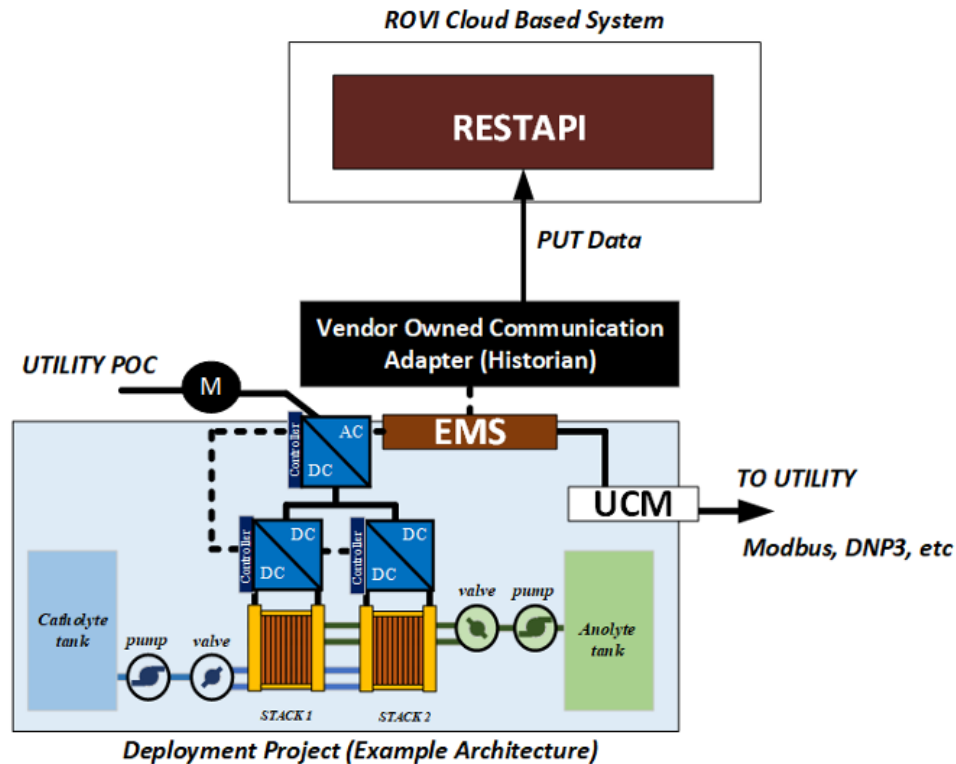 ROVI Cloud Based System
RESTAPI
PUT Data
Vendor Owned Communication
Adapter (Historian)
UTILITY POC
M
Controller
AC
DC
EMS
UCM
TO UTILITY
Modbus, DNP3, etc
Controller
DC
DC
Controller
DC
DC
Catholyte
tank
pump
valve
valve
pump
Anolyte
tank
STACK 1
STACK 2
Deployment Project (Example Architecture)